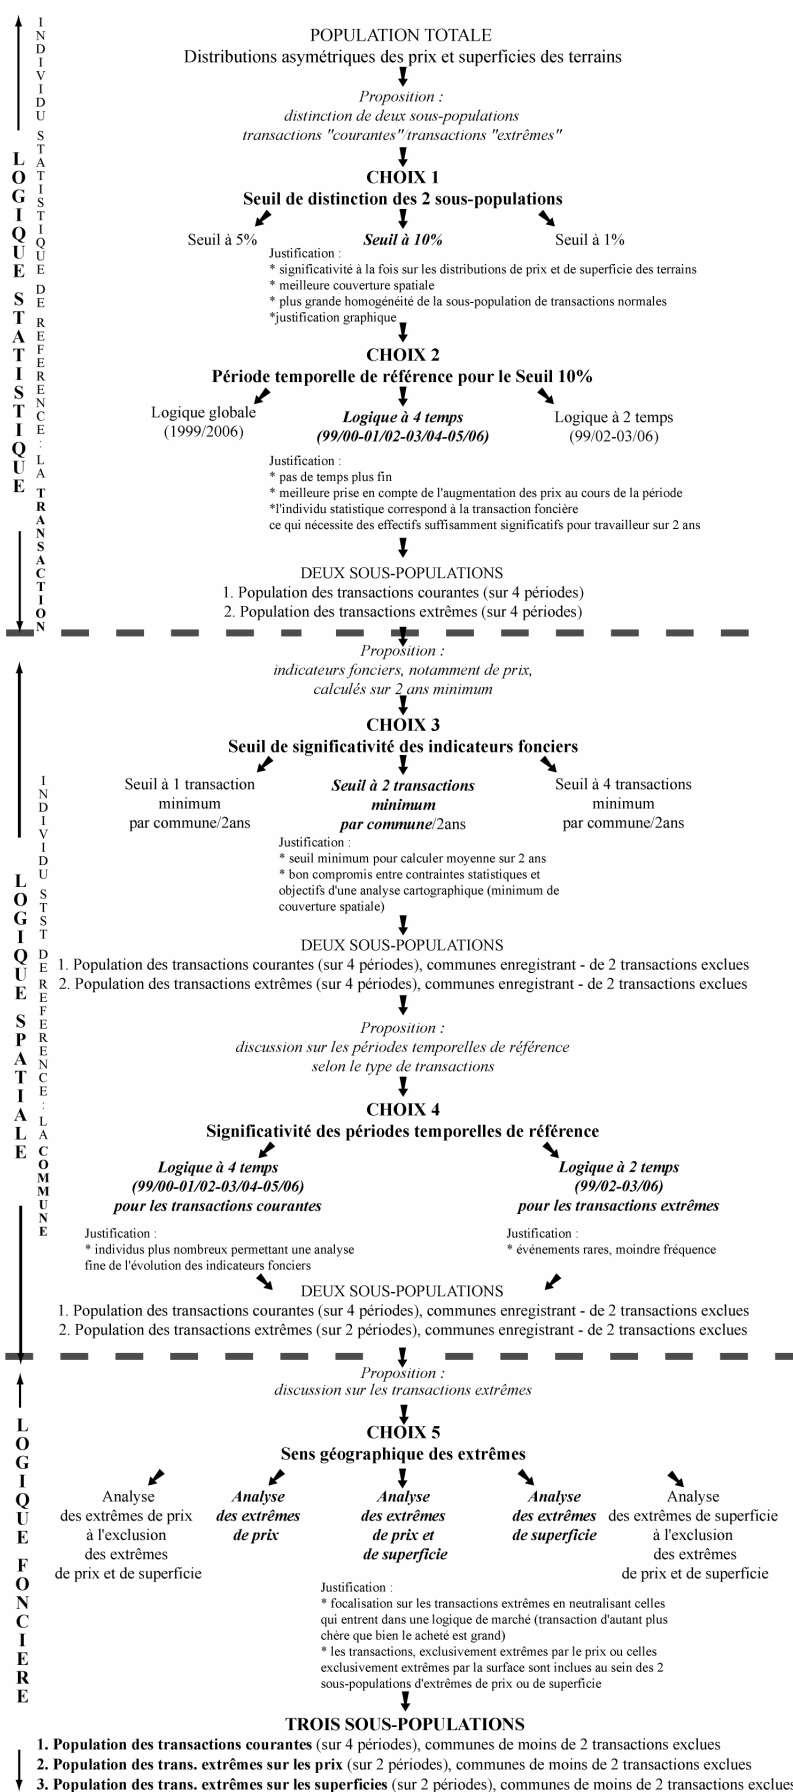 POPULATION TOTALE
Distributions asymétriques des prix et superficies des terrains
Proposition :
distinction de deux sous-populations
transactions "courantes"/transactions "extrêmes"
CHOIX 1
Seuil de distinction des 2 sous-populations
Seuil à 5%
Seuil à 10%
Seuil à 1%
Justification :
* significativité à la fois sur les distributions de prix et de superficie des terrains
* meilleure couverture spatiale
* plus grande homogénéité de la sous-population de transactions normales
*justification graphique
CHOIX 2
Période temporelle de référence pour le Seuil 10%
Logique globale
(1999/2006)
Logique à 4 temps
(99/00-01/02-03/04-05/06)
Logique à 2 temps
(99/02-03/06)
Justification :
* pas de temps plus fin
* meilleure prise en compte de l'augmentation des prix au cours de la période
*l'individu statistique correspond à la transaction foncière
ce qui nécessite des effectifs suffisamment significatifs pour travailleur sur 2 ans
DEUX SOUS-POPULATIONS
1. Population des transactions courantes (sur 4 périodes)
2. Population des transactions extrêmes (sur 4 périodes)
LOGIQUE STATISTIQUE
INDIVIDU STATISTIQUE DE REFERENCE : LA TRANSACTION
Proposition :
indicateurs fonciers, notamment de prix,
calculés sur 2 ans minimum
CHOIX 3
Seuil de significativité des indicateurs fonciers
Seuil à 1 transaction
minimum
par commune/2ans
Seuil à 2 transactions
minimum
par commune/2ans
Seuil à 4 transactions
minimum
par commune/2ans
Justification :
* seuil minimum pour calculer moyenne sur 2 ans
* bon compromis entre contraintes statistiques et
objectifs d'une analyse cartographique (minimum de
couverture spatiale)
DEUX SOUS-POPULATIONS
1. Population des transactions courantes (sur 4 périodes), communes enregistrant - de 2 transactions exclues
2. Population des transactions extrêmes (sur 4 périodes), communes enregistrant - de 2 transactions exclues
Proposition :
discussion sur les périodes temporelles de référence
selon le type de transactions
CHOIX 4
Significativité des périodes temporelles de référence
Logique à 4 temps
(99/00-01/02-03/04-05/06)
pour les transactions courantes
Logique à 2 temps
(99/02-03/06)
pour les transactions extrêmes
Justification :
* individus plus nombreux permettant une analyse
fine de l'évolution des indicateurs fonciers
Justification :
* événements rares, moindre fréquence
DEUX SOUS-POPULATIONS
1. Population des transactions courantes (sur 4 périodes), communes enregistrant - de 2 transactions exclues
2. Population des transactions extrêmes (sur 2 périodes), communes enregistrant - de 2 transactions exclues
LOGIQUE SPATIALE
INDIVIDU STST DE REFERENCE : LA COMMUNE
Proposition :
discussion sur les transactions extrêmes
CHOIX 5
Sens géographique des extrêmes
Analyse
des extrêmes de prix
à l'exclusion
des extrêmes
de prix et de superficie
Analyse
des extrêmes
de prix
Analyse
des extrêmes
de prix et
de superficie
Analyse
des extrêmes
de superficie
Analyse
des extrêmes de superficie
à l'exclusion
des extrêmes
de prix et de superficie
Justification :
* focalisation sur les transactions extrêmes en neutralisant celles
qui entrent dans une logique de marché (transaction d'autant plus
chère que bien le acheté est grand)
* les transactions, exclusivement extrêmes par le prix ou celles
exclusivement extrêmes par la surface sont inclues au sein des 2
sous-populations d'extrêmes de prix ou de superficie
TROIS SOUS-POPULATIONS
1. Population des transactions courantes (sur 4 périodes), communes de moins de 2 transactions exclues
2. Population des trans. extrêmes sur les prix (sur 2 périodes), communes de moins de 2 transactions exclues
3. Population des trans. extrêmes sur les superficies (sur 2 périodes), communes de moins de 2 transactions exclues
LOGIQUE FONCIERE